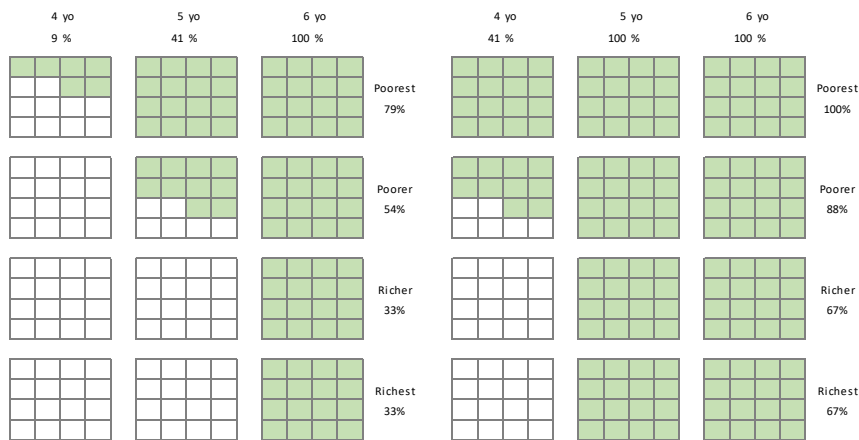 4 yo 5 yo 6 yo 4 yo 5 yo 6 yo
9 % 41 % 100 % 41 % 100 % 100 %
Poorest Poorest
79% 100%
Poorer Poorer
54% 88%
Richer Richer
33% 67%
Richest Richest
33% 67%